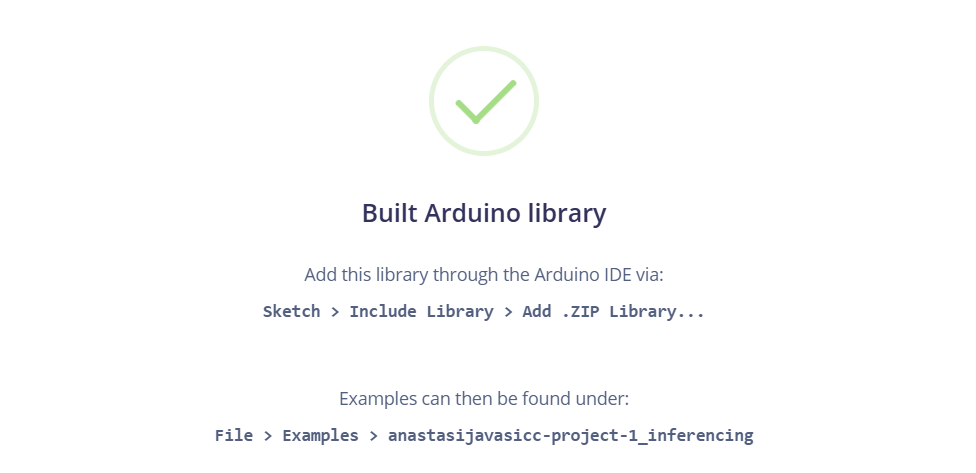 Built Arduino library
Add this library through the Arduino IDE via:
Sketch > Include Library > Add .ZIP Library...
Examples can then be found under:
File > Examples > anastasijavasicc-project-1_inferencing